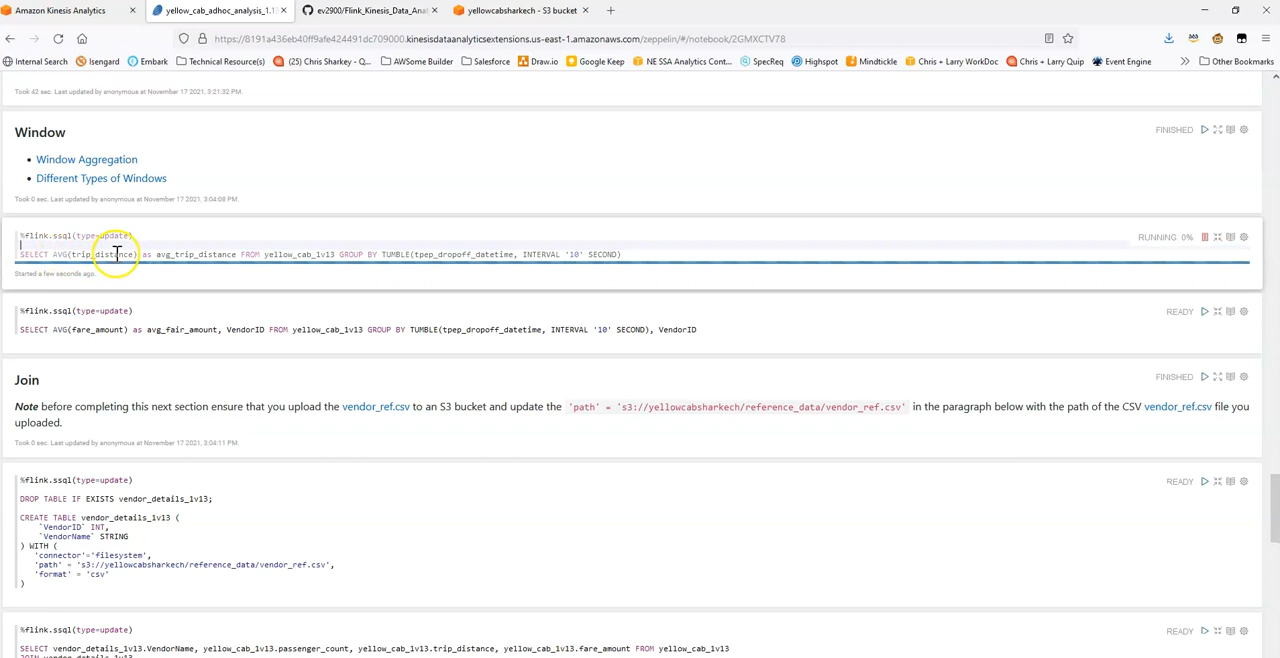 Amazon Kinesis Analytics
yellow_cab_adhoc_analysis_1.1
ev2900/Flink_Kinesis_Data_Ana
yellowcabsharkech - S3 bucket
https://8191a436eb40ff9afe424491dc709000.kinesisdataanalyticsextensions.us-east-1.amazonaws.com/zeppelin/#/notebook/2GMXCTV78
Internal Search Isengard Embark Technical Resource(s) (25) Chris Sharkey - Q... AWSome Builder Salesforce Draw.io Google Keep NE SSA Analytics Cont... SpecReq Highspot Mindtickle Chris + Larry WorkDoc Chris + Larry Quip Event Engine Other Bookmarks
Took 42 sec. Last updated by anonymous at November 17 2021, 3:21:32 PM.
Window
FINISHED
• Window Aggregation
• Different Types of Windows
Took 0 sec. Last updated by anonymous at November 17 2021, 3:04:08 PM.
%flink.ssql(type=update)
RUNNING 0%
SELECT AVG(trip_distance) as avg_trip_distance FROM yellow_cab_1v13 GROUP BY TUMBLE(tpep_dropoff_datetime, INTERVAL '10' SECOND)
Started a few seconds ago.
%flink.ssql(type=update)
READY
SELECT AVG(fare_amount) as avg_fair_amount, VendorID FROM yellow_cab_1v13 GROUP BY TUMBLE(tpep_dropoff_datetime, INTERVAL '10' SECOND), VendorID
Join
FINISHED
Note before completing this next section ensure that you upload the vendor_ref.csv to an S3 bucket and update the 'path' = 's3://yellowcabsharkech/reference_data/vendor_ref.csv' in the paragraph below with the path of the CSV vendor_ref.csv file you
uploaded.
Took 0 sec. Last updated by anonymous at November 17 2021, 3:04:11 PM.
%flink.ssql(type=update)
READY
DROP TABLE IF EXISTS vendor_details_1v13;
CREATE TABLE vendor_details_1v13 (
`VendorID` INT,
`VendorName` STRING
) WITH (
'connector'='filesystem',
'path' = 's3://yellowcabsharkech/reference_data/vendor_ref.csv',
'format' = 'csv'
)
%flink.ssql(type=update)
READY
SELECT vendor_details_1v13.VendorName, yellow_cab_1v13.passenger_count, yellow_cab_1v13.trip_distance, yellow_cab_1v13.fare_amount FROM yellow_cab_1v13
JOIN vendor_details_1v13